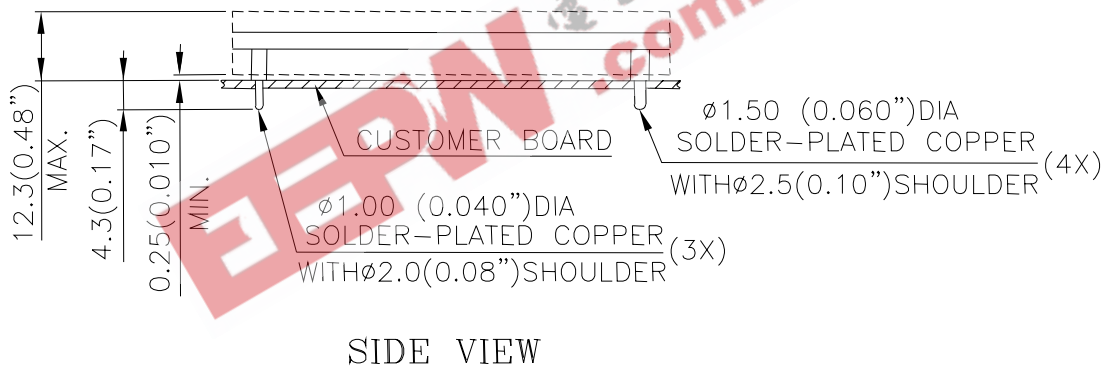 12.3(0.48”)
MAX.
4.3(0.17”)
0.25(0.010”)
MIN.
CUSTOMER BOARD
ø1.50 (0.060”)DIA
SOLDER-PLATED COPPER
WITHø2.5(0.10”)SHOULDER
(4X)
ø1.00 (0.040”)DIA
SOLDER-PLATED COPPER
WITHø2.0(0.08”)SHOULDER
(3X)
EEPW
.com
SIDE VIEW